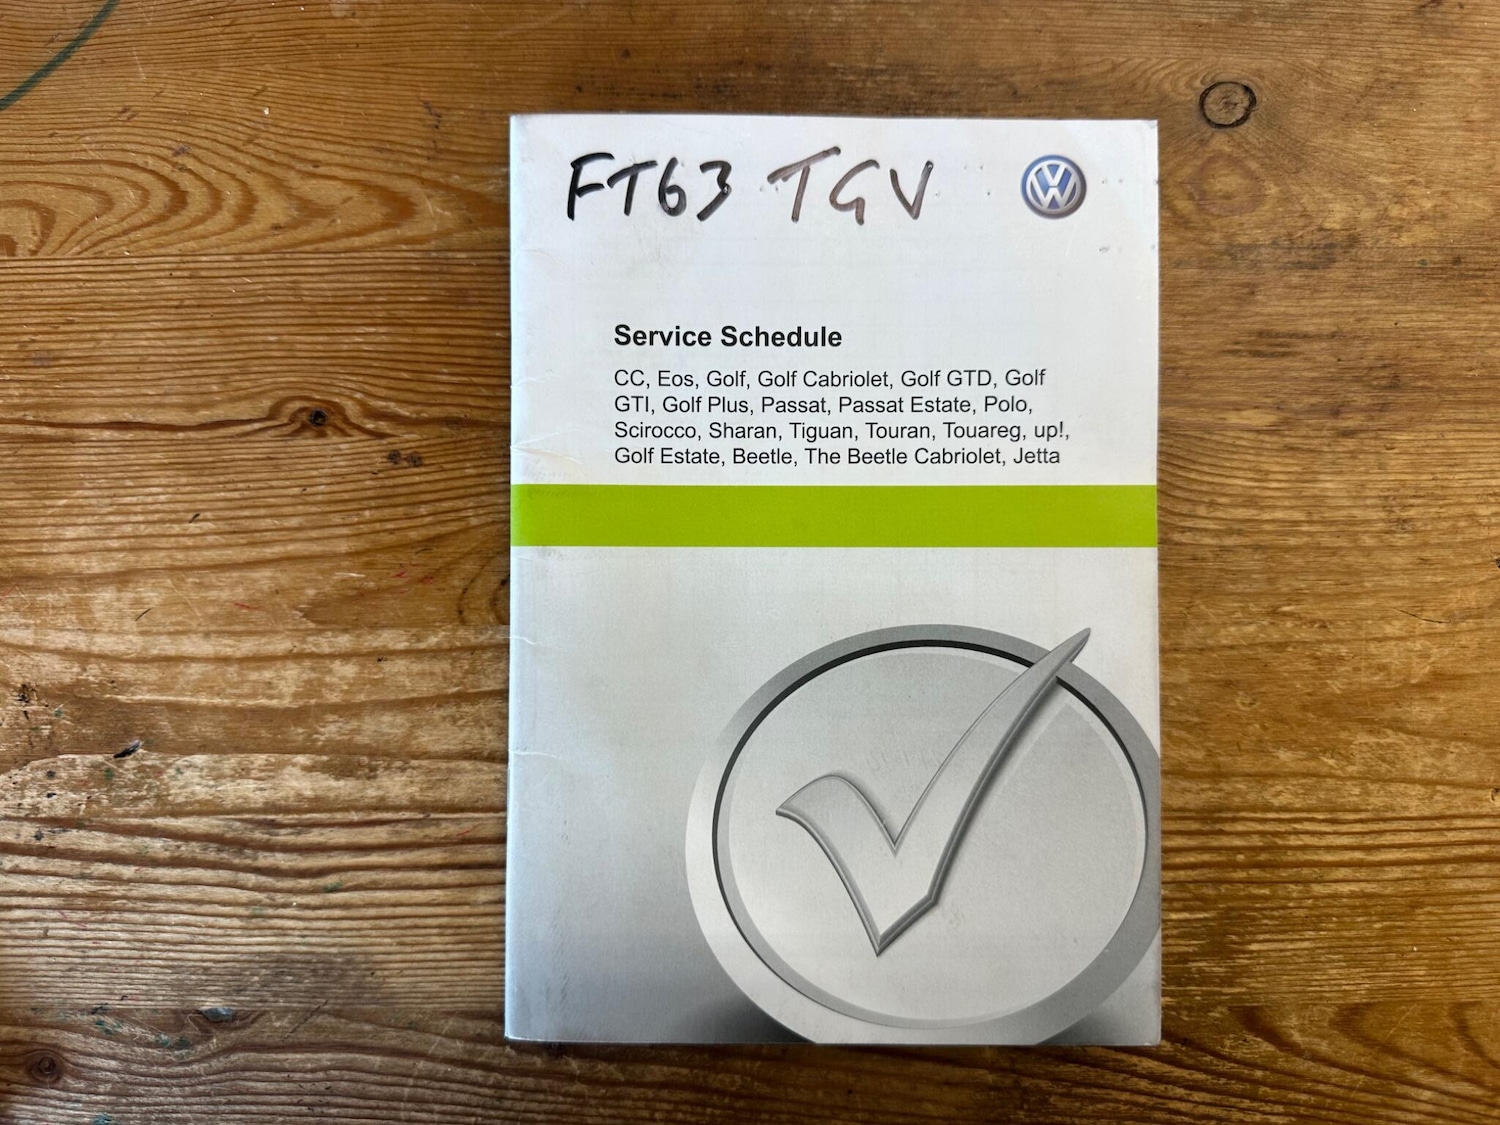 FT63 TGV
Service Schedule
CC, Eos, Golf, Golf Cabriolet, Golf GTD, Golf
GTI, Golf Plus, Passat, Passat Estate, Polo,
Scirocco, Sharan, Tiguan, Touran, Touareg, up!,
Golf Estate, Beetle, The Beetle Cabriolet, Jetta